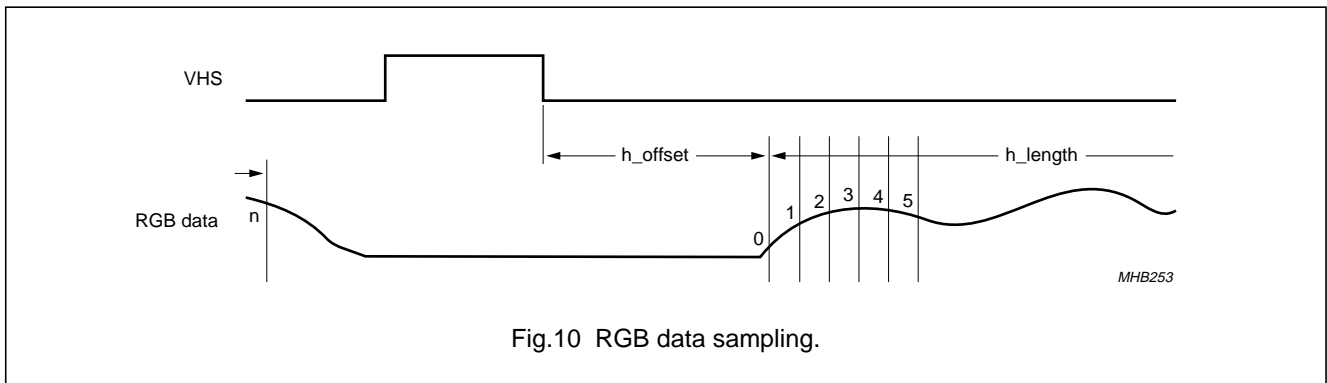 VHS
h_offset
h_length
RGB data
n
0
1
2
3
4
5
MHB253
Fig.10 RGB data sampling.